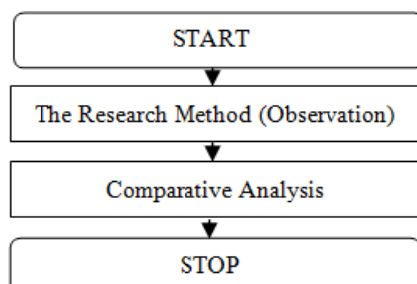 START
The Research Method (Observation)
Comparative Analysis
STOP